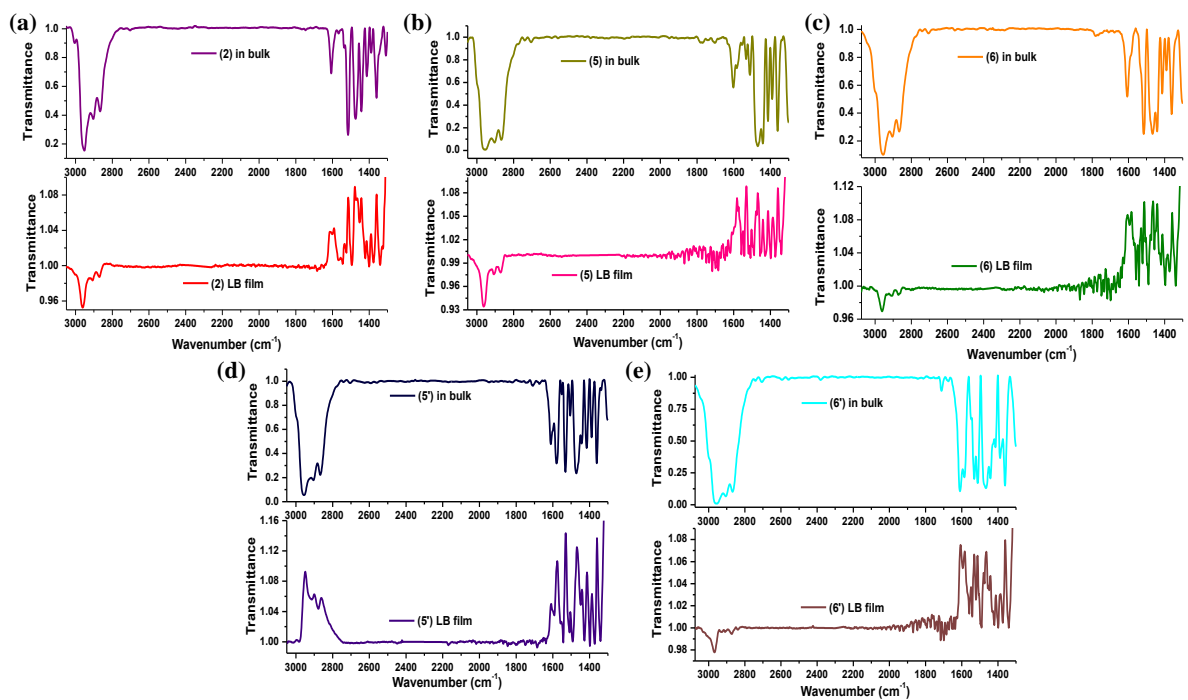 (a)
(b)
(c)
1.0
0.8
0.6
0.4
0.2
Transmittance
(2) in bulk
3000 2800 2600 2400 2200 2000 1800 1600 1400
1.08
1.04
1.00
0.96
Transmittance
(2) LB film
3000 2800 2600 2400 2200 2000 1800 1600 1400
Wavenumber (cm-1)
1.0
0.8
0.6
0.4
0.2
0.0
Transmittance
(5) in bulk
3000 2800 2600 2400 2200 2000 1800 1600 1400
1.08
1.05
1.02
0.99
0.96
0.93
Transmittance
(5) LB film
3000 2800 2600 2400 2200 2000 1800 1600 1400
Wavenumber (cm-1)
1.0
0.8
0.6
0.4
0.2
Transmittance
(6) in bulk
3000 2800 2600 2400 2200 2000 1800 1600 1400
1.12
1.08
1.04
1.00
0.96
Transmittance
(6) LB film
3000 2800 2600 2400 2200 2000 1800 1600 1400
Wavenumber (cm-1)
(d)
(e)
1.0
0.8
0.6
0.4
0.2
0.0
Transmittance
(5') in bulk
3000 2800 2600 2400 2200 2000 1800 1600 1400
1.16
1.12
1.08
1.04
1.00
Transmittance
(5') LB film
3000 2800 2600 2400 2200 2000 1800 1600 1400
Wavenumber (cm-1)
1.00
0.75
0.50
0.25
0.00
Transmittance
(6') in bulk
3000 2800 2600 2400 2200 2000 1800 1600 1400
1.08
1.06
1.04
1.02
1.00
0.98
Transmittance
(6') LB film
3000 2800 2600 2400 2200 2000 1800 1600 1400
Wavenumber (cm-1)